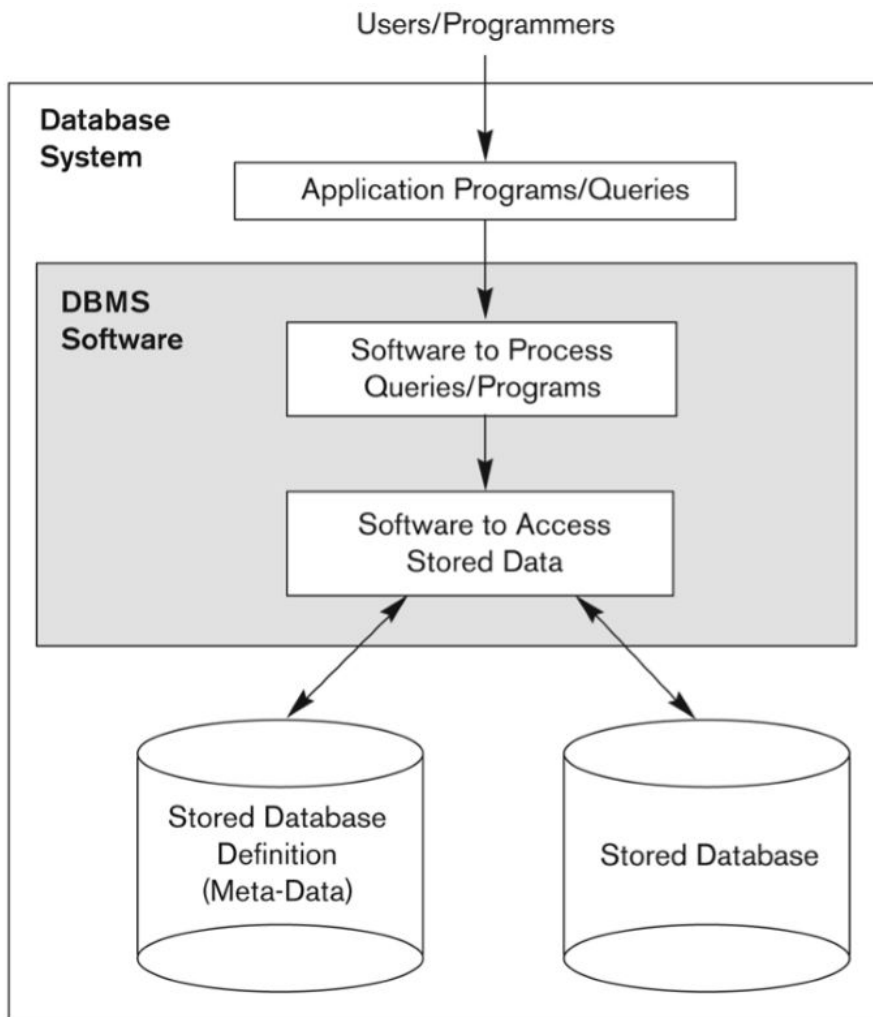 Users/Programmers
Database
System
Application Programs/Queries
DBMS
Software
Software to Process
Queries/Programs
Software to Access
Stored Data
Stored Database
Definition
(Meta-Data)
Stored Database